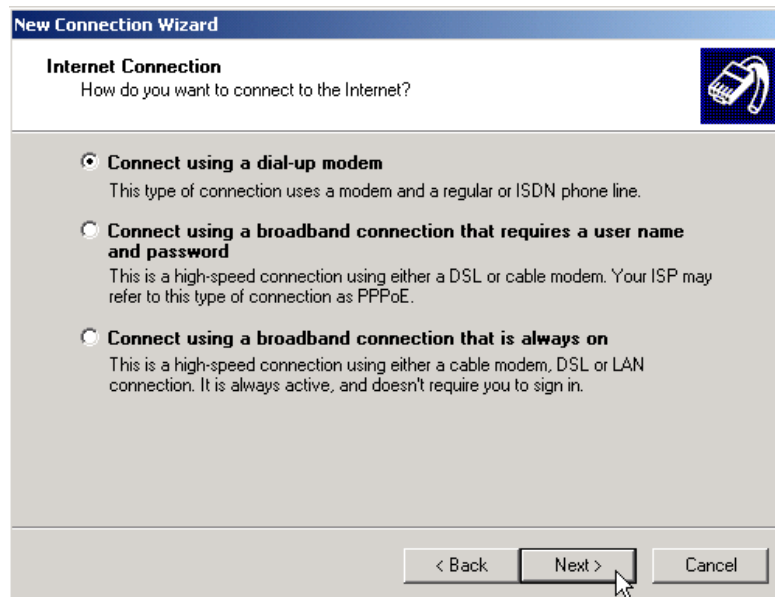 New Connection Wizard
Internet Connection
How do you want to connect to the Internet?
Connect using a dial-up modem
This type of connection uses a modem and a regular or ISDN phone line.
Connect using a broadband connection that requires a user name
and password
This is a high-speed connection using either a DSL or cable modem. Your ISP may
refer to this type of connection as PPPoE.
Connect using a broadband connection that is always on
This is a high-speed connection using either a cable modem, DSL or LAN
connection. It is always active, and doesn't require you to sign in.
< Back Next > Cancel